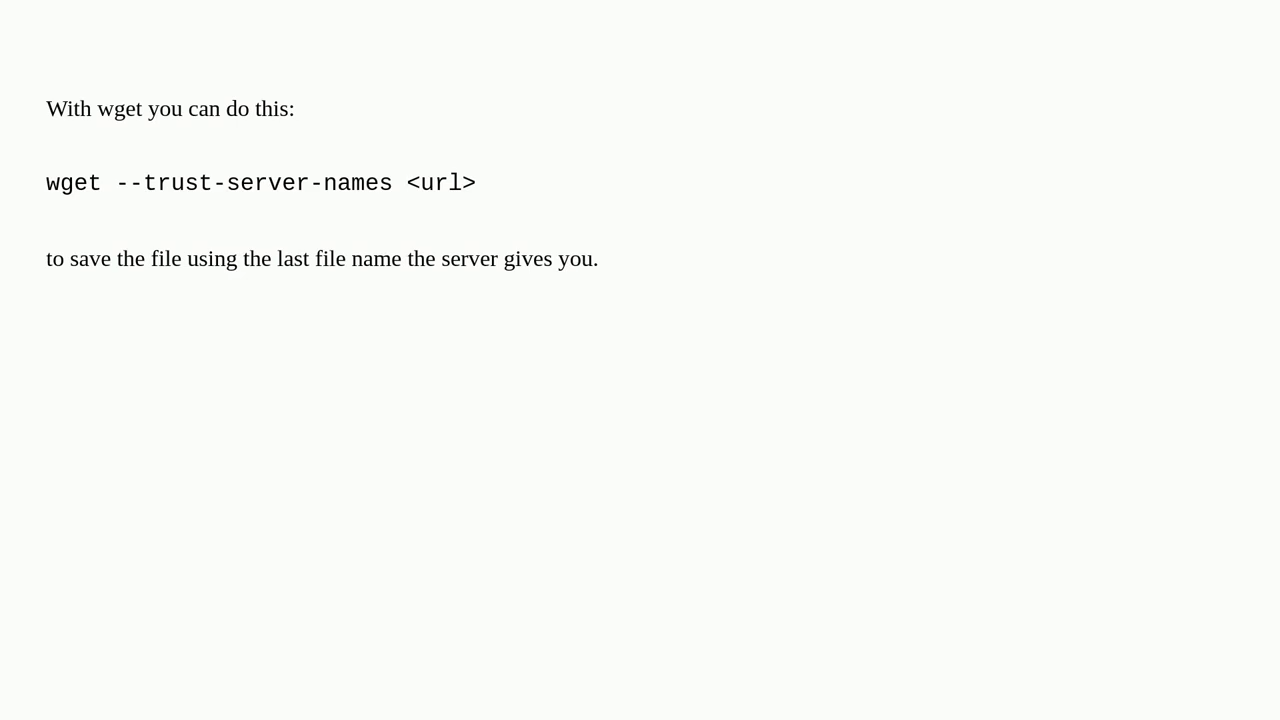 With wget you can do this:
wget --trust-server-names <url>
to save the file using the last file name the server gives you.